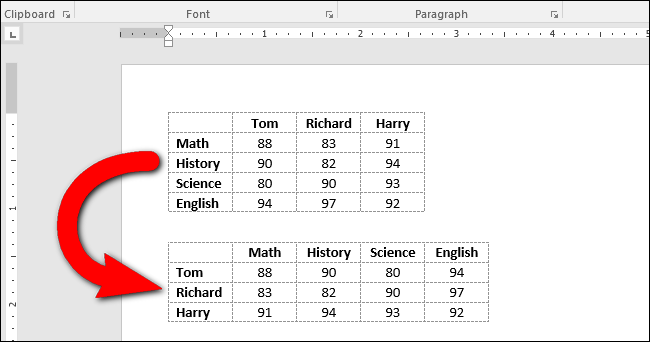 Clipboard Font Paragraph
L 1 2 3 4 5
1
2
Tom Richard Harry
Math 88 83 91
History 90 82 94
Science 80 90 93
English 94 97 92
Math History Science English
Tom 88 90 80 94
Richard 83 82 90 97
Harry 91 94 93 92